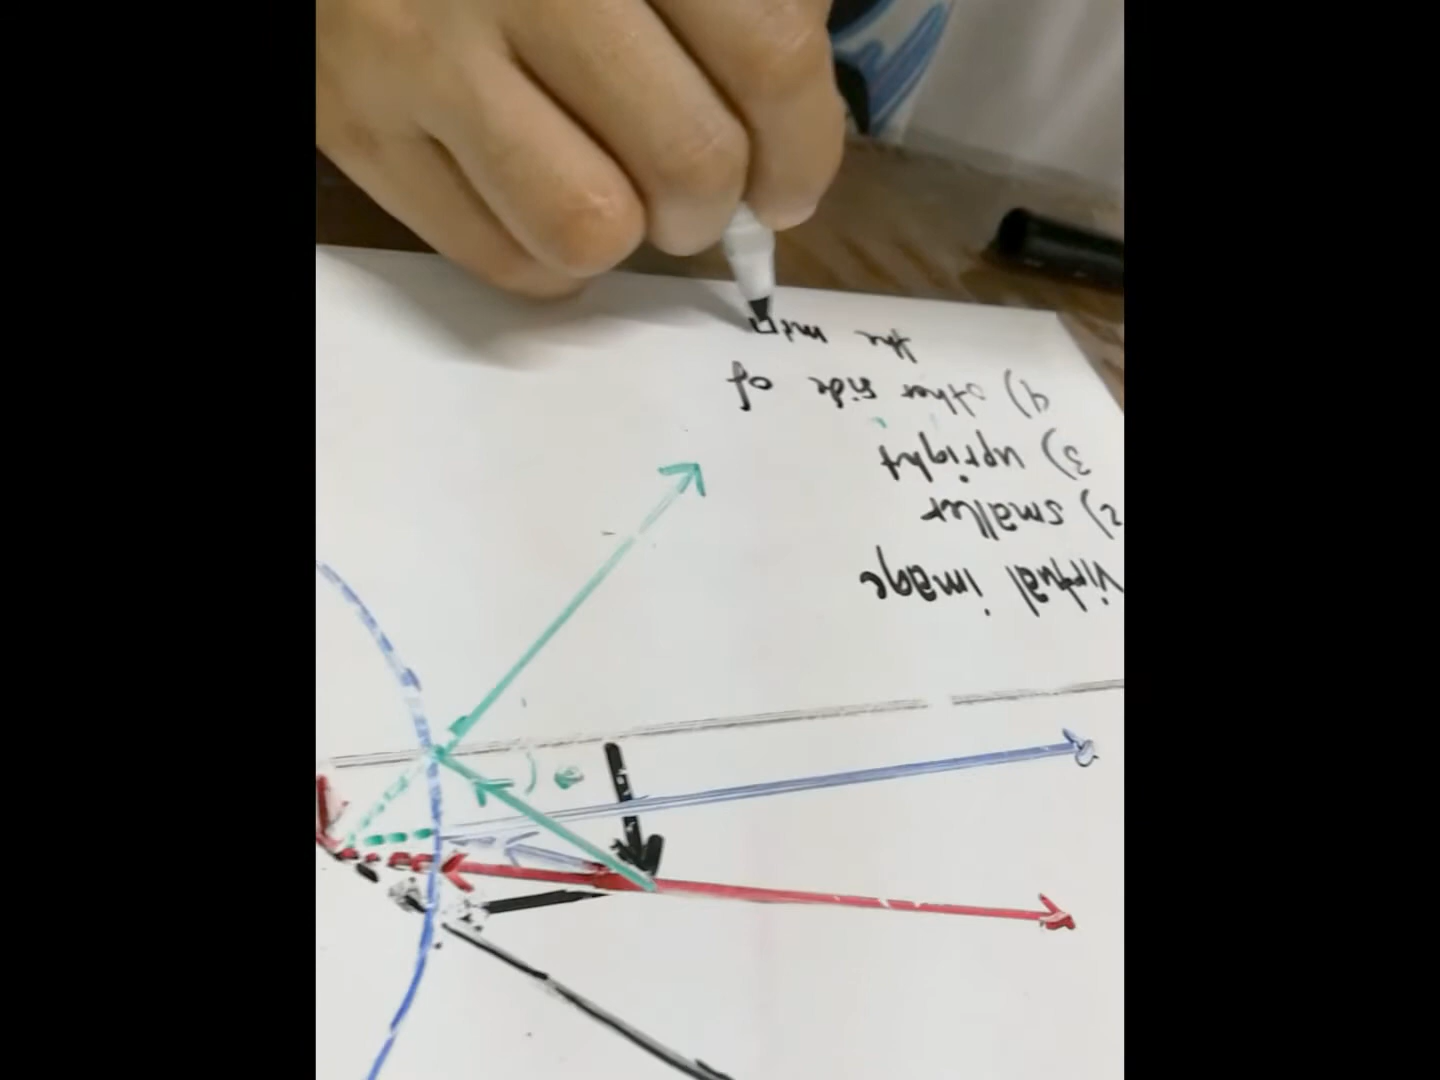 Virtual image
2) smaller
3) upright
4) other side of
the mir
θ